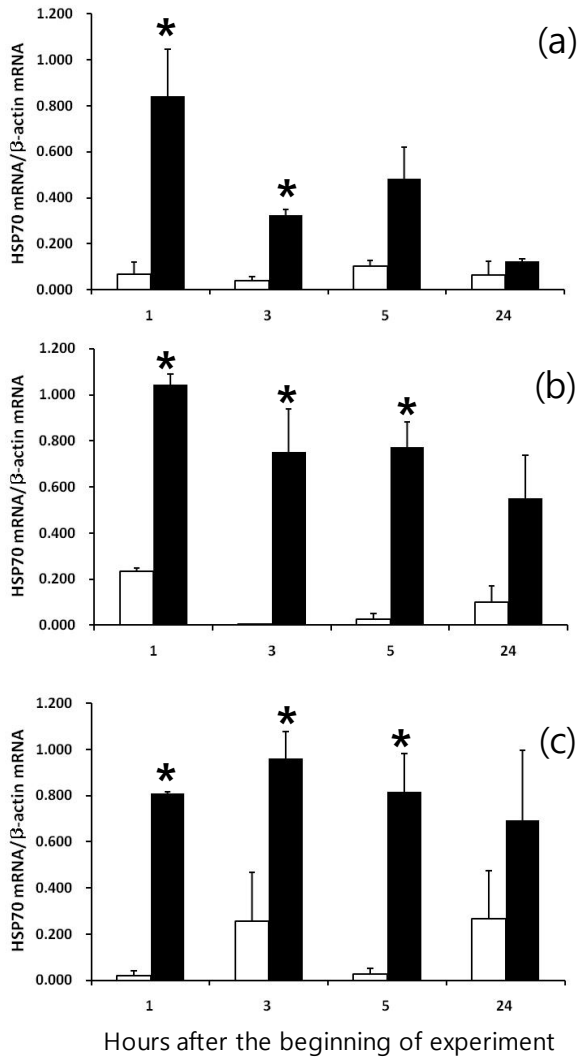 (a)
HSP70 mRNA/β-actin mRNA
1.200
1.000
0.800
0.600
0.400
0.200
0.000
*
*
1 3 5 24
(b)
HSP70 mRNA/β-actin mRNA
1.200
1.000
0.800
0.600
0.400
0.200
0.000
*
*
*
1 3 5 24
(c)
HSP70 mRNA/β-actin mRNA
1.200
1.000
0.800
0.600
0.400
0.200
0.000
*
*
*
1 3 5 24
Hours after the beginning of experiment